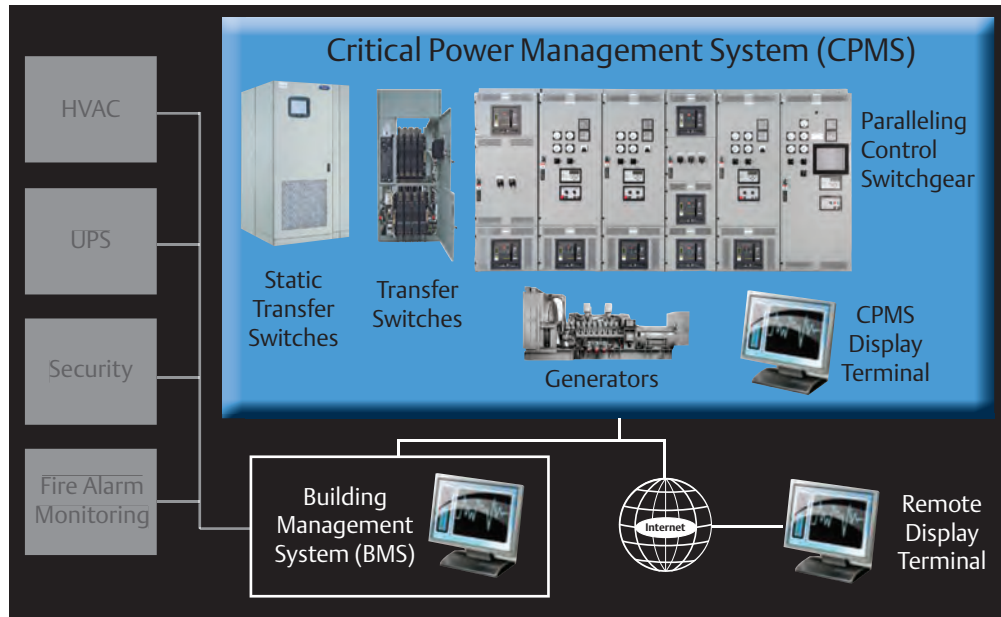 Critical Power Management System (CPMS)
HVAC
UPS
Security
Fire Alarm
Monitoring
Static
Transfer
Switches
Transfer
Switches
Paralleling
Control
Switchgear
Generators
CPMS
Display
Terminal
Building
Management
System (BMS)
Internet
Remote
Display
Terminal